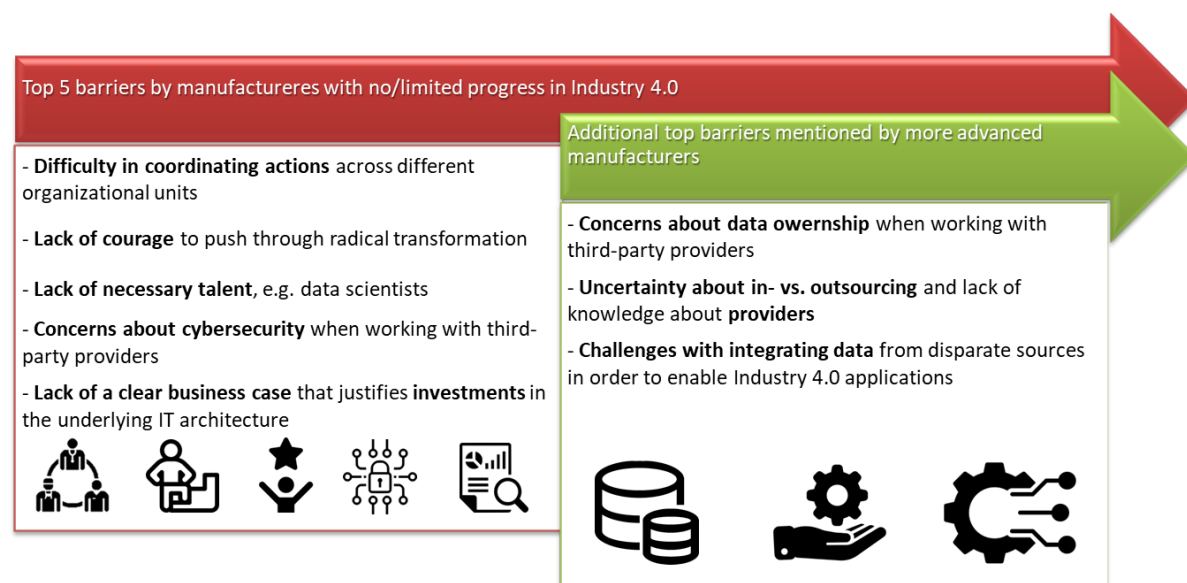 Top 5 barriers by manufactureres with no/limited progress in Industry 4.0
- Difficulty in coordinating actions across different
organizational units
- Lack of courage to push through radical transformation
- Lack of necessary talent, e.g. data scientists
- Concerns about cybersecurity when working with third-
party providers
- Lack of a clear business case that justifies investments in
the underlying IT architecture
Additional top barriers mentioned by more advanced
manufacturers
- Concerns about data owernship when working with
third-party providers
- Uncertainty about in- vs. outsourcing and lack of
knowledge about providers
- Challenges with integrating data from disparate sources
in order to enable Industry 4.0 applications